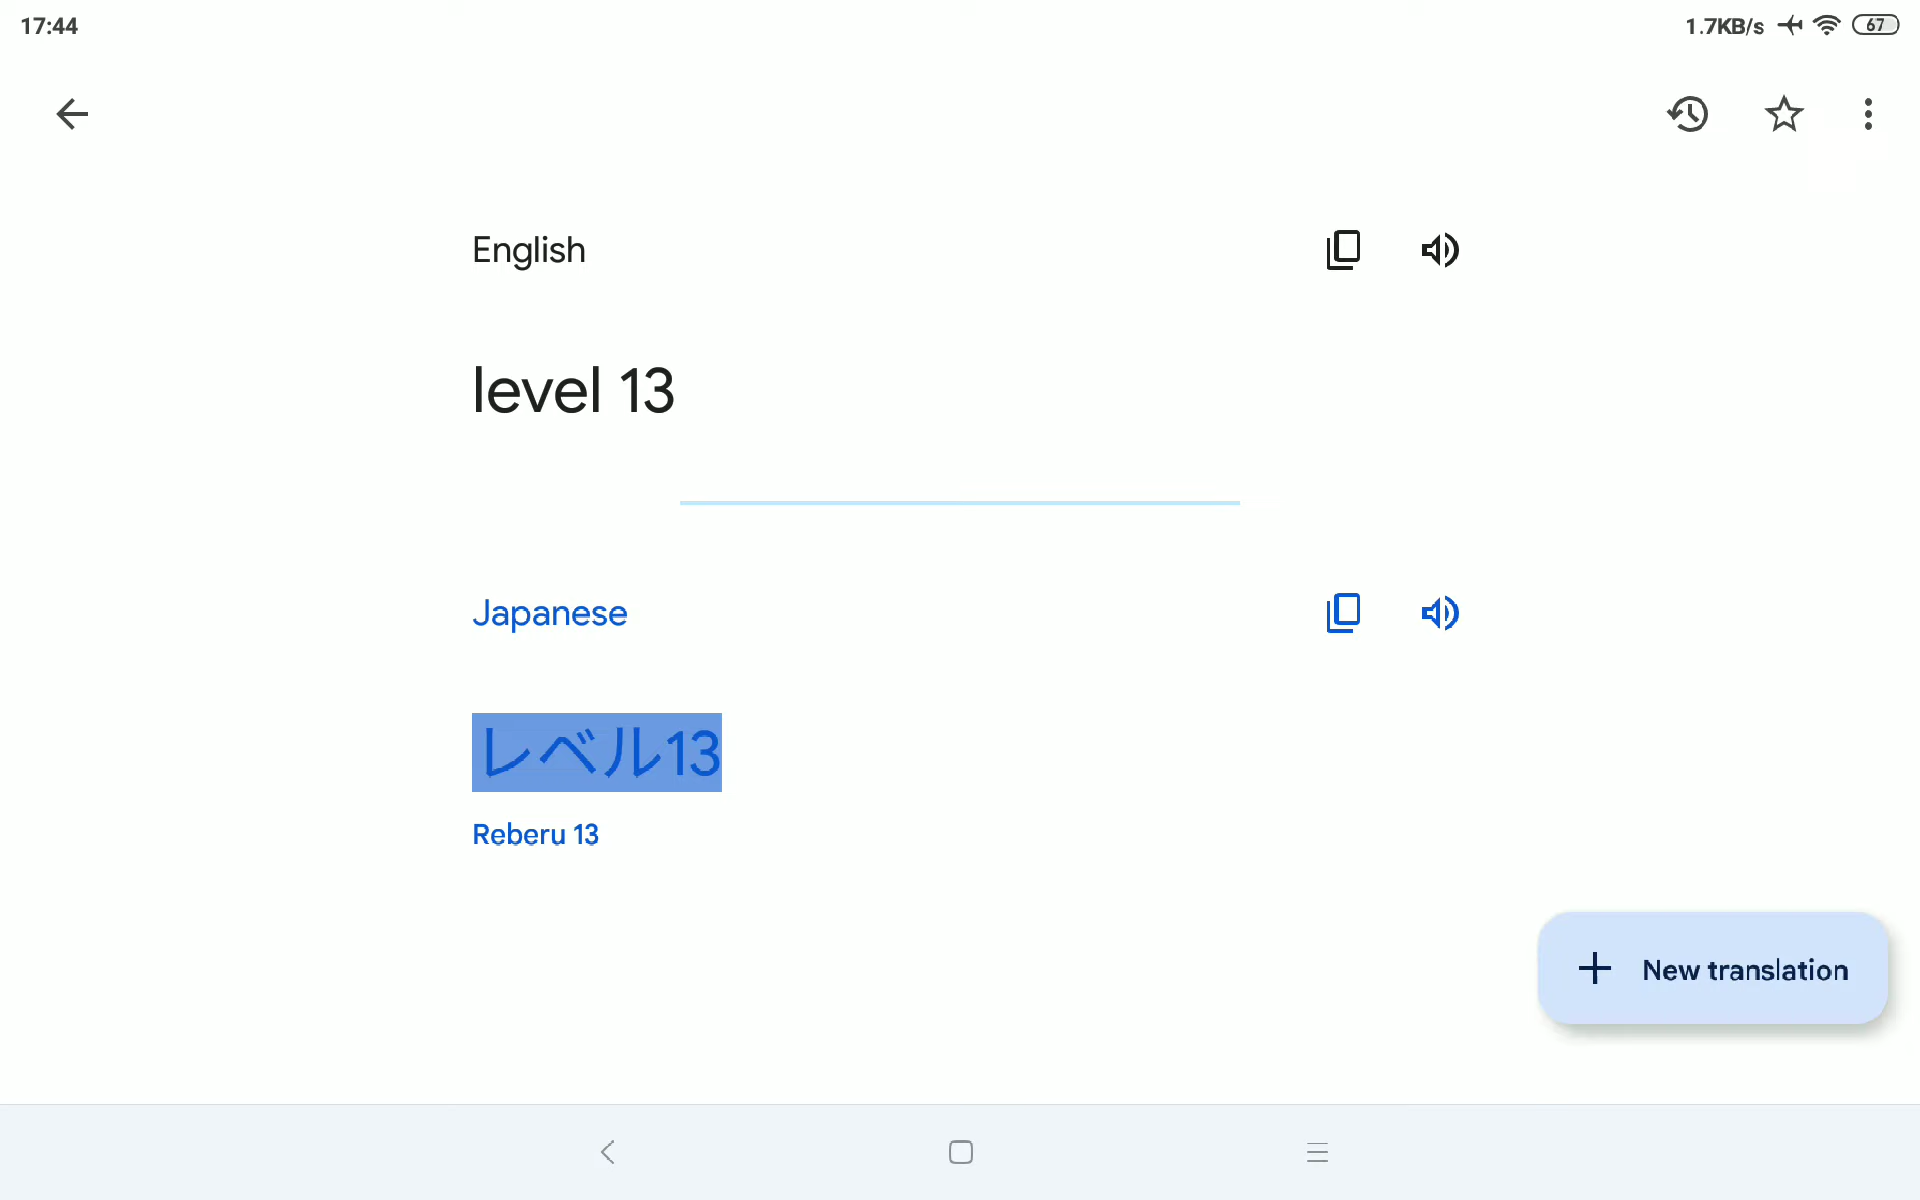 17:44
1.7KB/s
67
English
level 13
Japanese
レベル13
Reberu 13
New translation